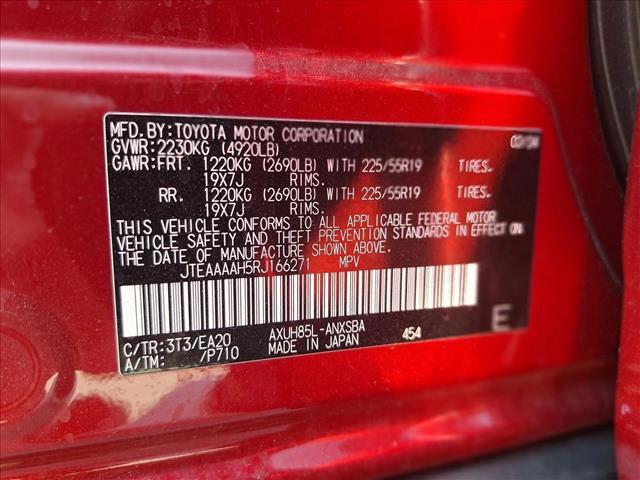 MFD. BY: TOYOTA MOTOR CORPORATION
GVWR: 2230KG (4920LB)
GAWR: FRT. 1220KG (2690LB) WITH 225/55R19 TIRES.
19X7J RIMS.
RR. 1220KG (2690LB) WITH 225/55R19 TIRES.
19X7J RIMS.
THIS VEHICLE CONFORMS TO ALL APPLICABLE FEDERAL MOTOR
VEHICLE SAFETY AND THEFT PREVENTION STANDARDS IN EFFECT
ON THE DATE OF MANUFACTURE SHOWN ABOVE.
JTEAAAAH5RJ166271 MPV
C/TR: 3T3/EA20 AXUH85L-ANXSBA 454 E
A/TM: /P710 MADE IN JAPAN